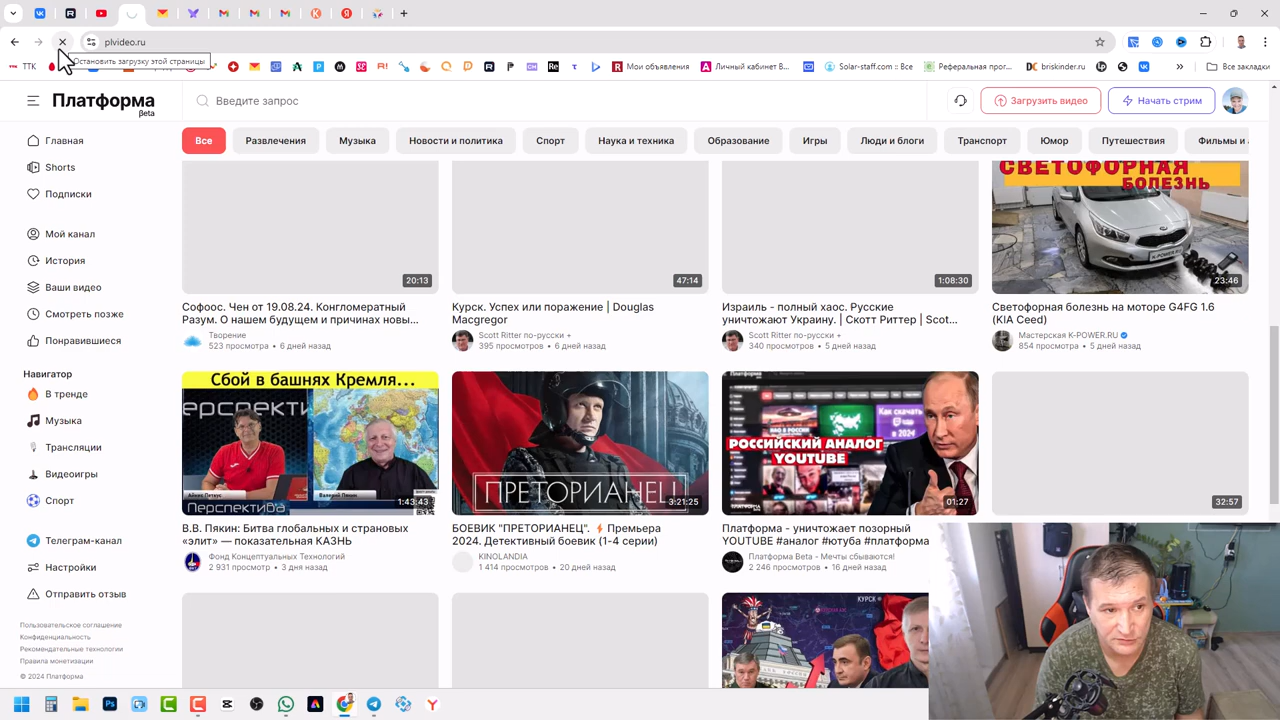 plvideo.ru
Остановить загрузку этой страницы
ТТК
Мои объявления
Личный кабинет B...
Solar-staff.com :: Все
Реферальная прог...
briskinder.ru
Все закладки
Платформа
βeta
Введите запрос
Загрузить видео
Начать стрим
Главная
Shorts
Подписки
Мой канал
История
Ваши видео
Смотреть позже
Понравившиеся
Навигатор
В тренде
Музыка
Трансляции
Видеоигры
Спорт
Телеграм-канал
Настройки
Отправить отзыв
Пользовательское соглашение
Конфиденциальность
Рекомендательные технологии
Правила монетизации
© 2024 Платформа
Все
Развлечения
Музыка
Новости и политика
Спорт
Наука и техника
Образование
Игры
Люди и блоги
Транспорт
Юмор
Путешествия
Фильмы и а
20:13
Софоос. Чен от 19.08.24. Конгломератный
Разум. О нашем будущем и причинах новы...
Творение
523 просмотра • 6 дней назад
47:14
Курск. Успех или поражение | Douglas
Macgregor
Scott Ritter по-русски +
395 просмотров • 6 дней назад
1:08:30
Израиль - полный хаос. Русские
уничтожают Украину. | Скотт Риттер | Scot...
Scott Ritter по-русски +
340 просмотров • 5 дней назад
СВЕТОФОРНАЯ
БОЛЕЗНЬ
K-POWER.RU
23:46
Светофорная болезнь на моторе G4FG 1.6
(KIA Ceed)
Мастерская K-POWER.RU
854 просмотра • 5 дней назад
Сбой в башнях Кремля...
Перспектива
1:43:43
В.В. Пякин: Битва глобальных и страновых
«элит» — показательная КАЗНЬ
Фонд Концептуальных Технологий
2 931 просмотр • 3 дня назад
ПРЕТОРИАНЕЦ
3:21:25
БОЕВИК "ПРЕТОРИАНЕЦ". ⚡ Премьера
2024. Детективный боевик (1-4 серии)
KINOLANDIA
1 414 просмотров • 20 дней назад
Как скачать
в 2024
РОССИЙСКИЙ АНАЛОГ
YOUTUBE
01:27
Платформа - уничтожает позорный
YOUTUBE #аналог #ютуба #платформа
Платформа Beta - Мечты сбываются!
2 246 просмотров • 16 дней назад
32:57
КУРСК